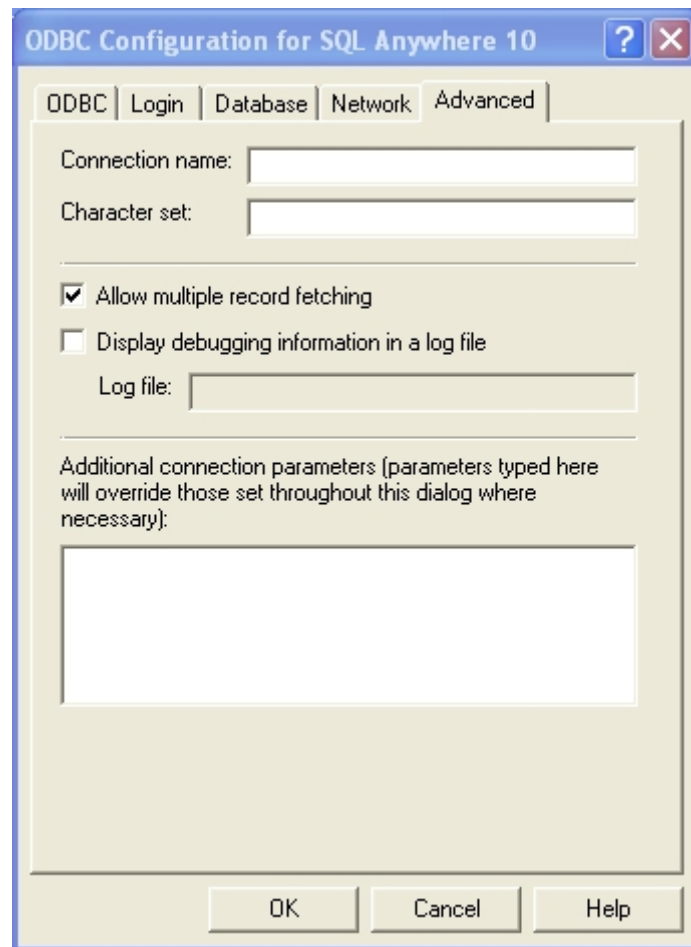 ODBC Configuration for SQL Anywhere 10 ?
ODBC Login Database Network Advanced
Connection name:
Character set:
Allow multiple record fetching
Display debugging information in a log file
Log file:
Additional connection parameters (parameters typed here
will override those set throughout this dialog where
necessary):
OK Cancel Help